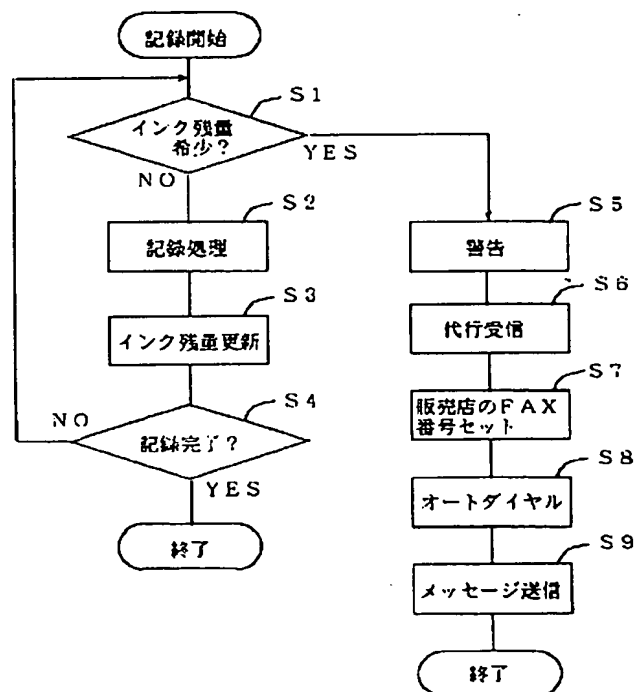 記録開始
S1
インク残量
希少?
YES
NO
S2
記録処理
S3
インク残量更新
S4
NO
記録完了?
YES
終了
S5
警告
S6
代行受信
S7
販売店のFAX
番号セット
S8
オートダイヤル
S9
メッセージ送信
終了